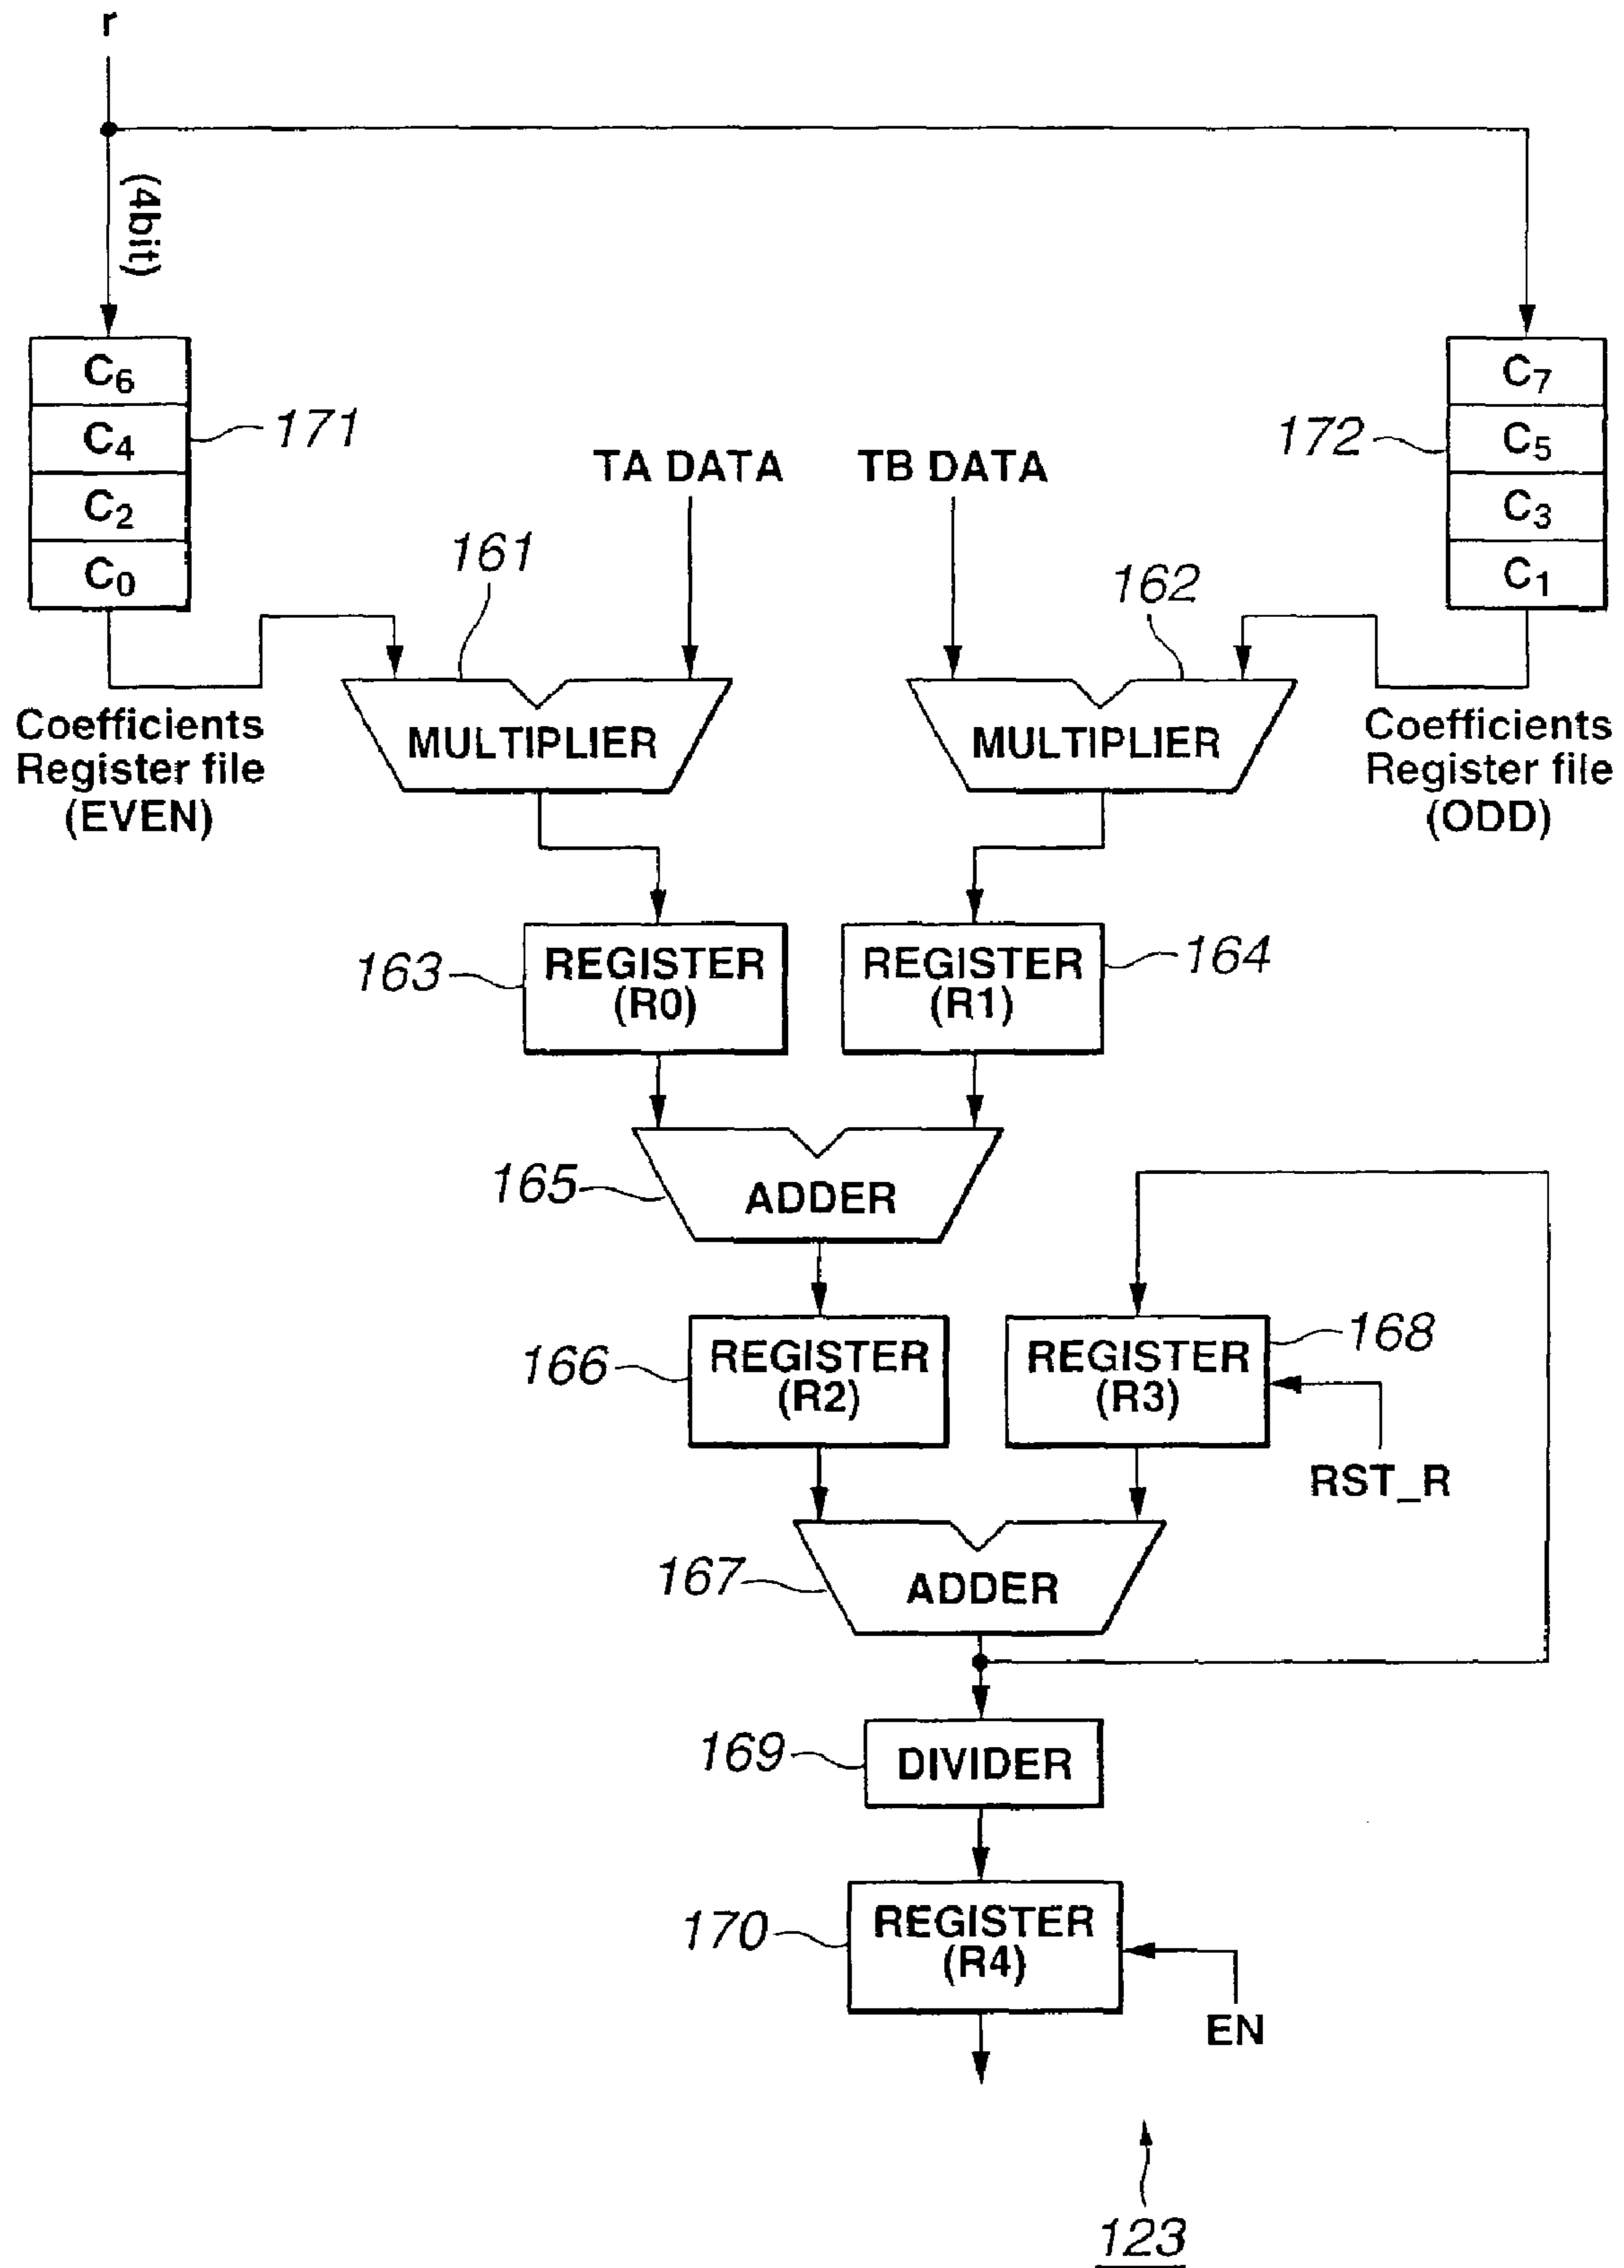 r
(4bit)
C6
C4
C2
C0
171
C7
C5
C3
C1
172
TA DATA
TB DATA
161
162
MULTIPLIER
MULTIPLIER
Coefficients
Register file
(EVEN)
Coefficients
Register file
(ODD)
163
REGISTER
(R0)
REGISTER
(R1)
164
165
ADDER
166
REGISTER
(R2)
REGISTER
(R3)
168
RST_R
167
ADDER
169
DIVIDER
170
REGISTER
(R4)
EN
123